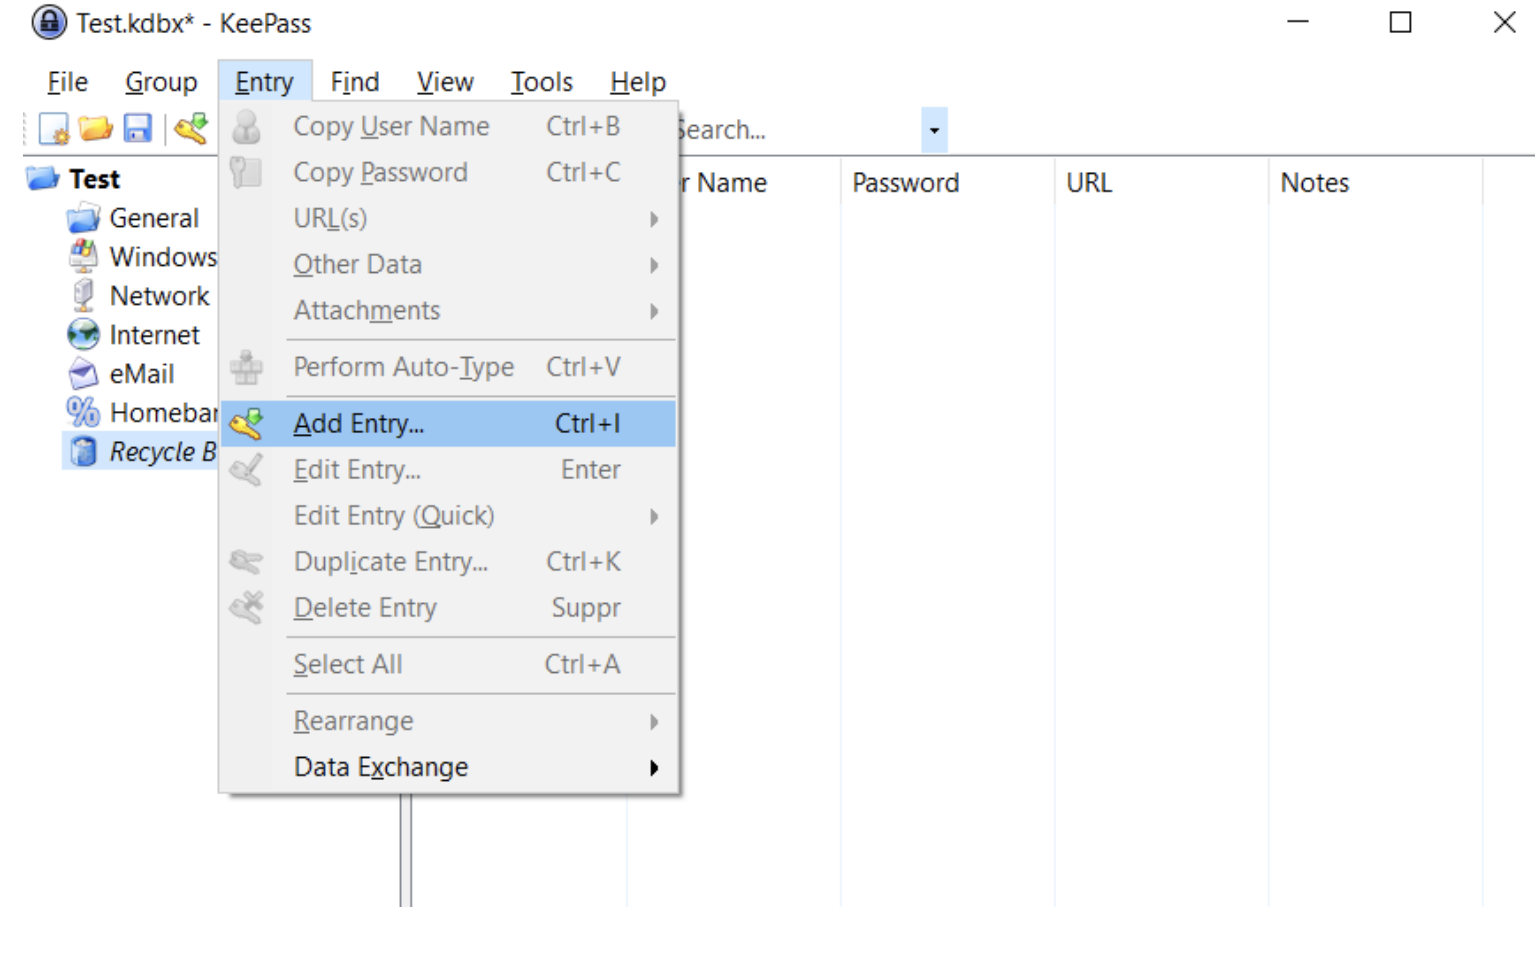 Test.kdbx* - KeePass
File Group Entry Find View Tools Help
Search...
Test
General
Windows
Network
Internet
eMail
Recycle B
Copy User Name Ctrl+B
Copy Password Ctrl+C
URL(s)
Other Data
Attachments
Perform Auto-Type Ctrl+V
Add Entry... Ctrl+I
Edit Entry... Enter
Edit Entry (Quick)
Duplicate Entry... Ctrl+K
Delete Entry Suppr
Select All Ctrl+A
Rearrange
Data Exchange
r Name Password URL Notes